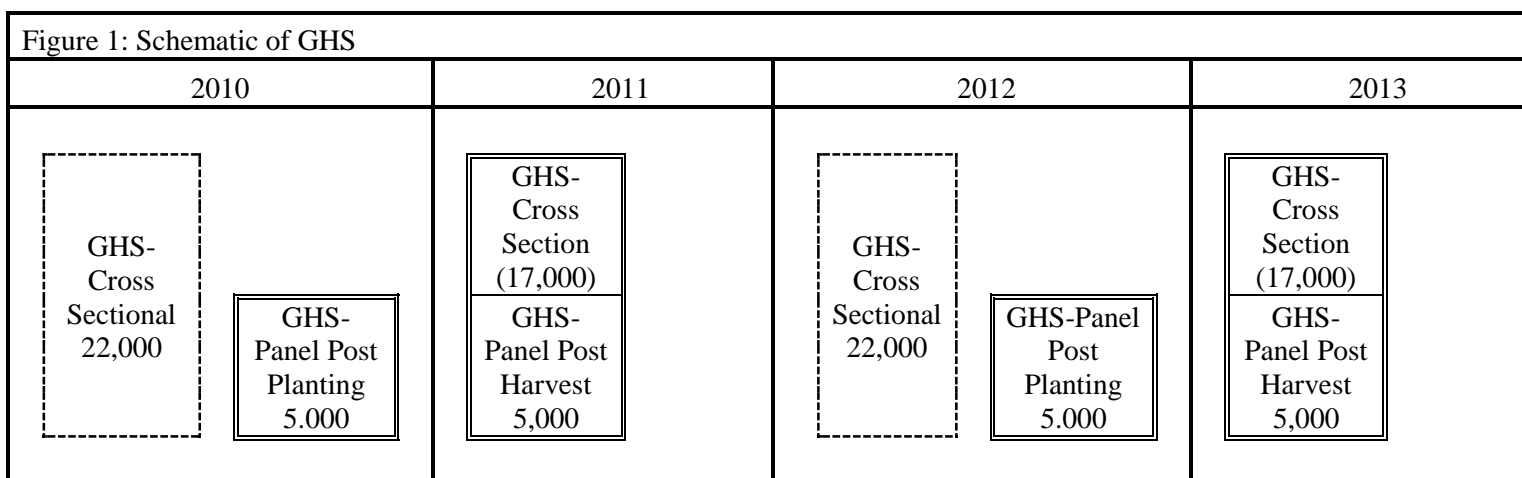 Figure 1: Schematic of GHS
2010
2011
2012
2013
GHS-
Cross
Sectional
22,000
GHS-
Panel Post
Planting
5.000
GHS-
Cross
Section
(17,000)
GHS-
Panel Post
Harvest
5,000
GHS-
Cross
Sectional
22,000
GHS-Panel
Post
Planting
5.000
GHS-
Cross
Section
(17,000)
GHS-
Panel Post
Harvest
5,000